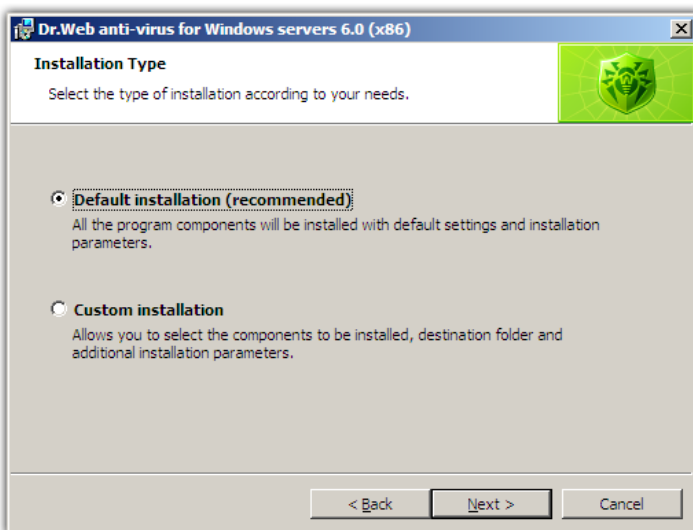 Dr.Web anti-virus for Windows servers 6.0 (x86)
Installation Type
Select the type of installation according to your needs.
Default installation (recommended)
All the program components will be installed with default settings and installation
parameters.
Custom installation
Allows you to select the components to be installed, destination folder and
additional installation parameters.
< Back Next > Cancel